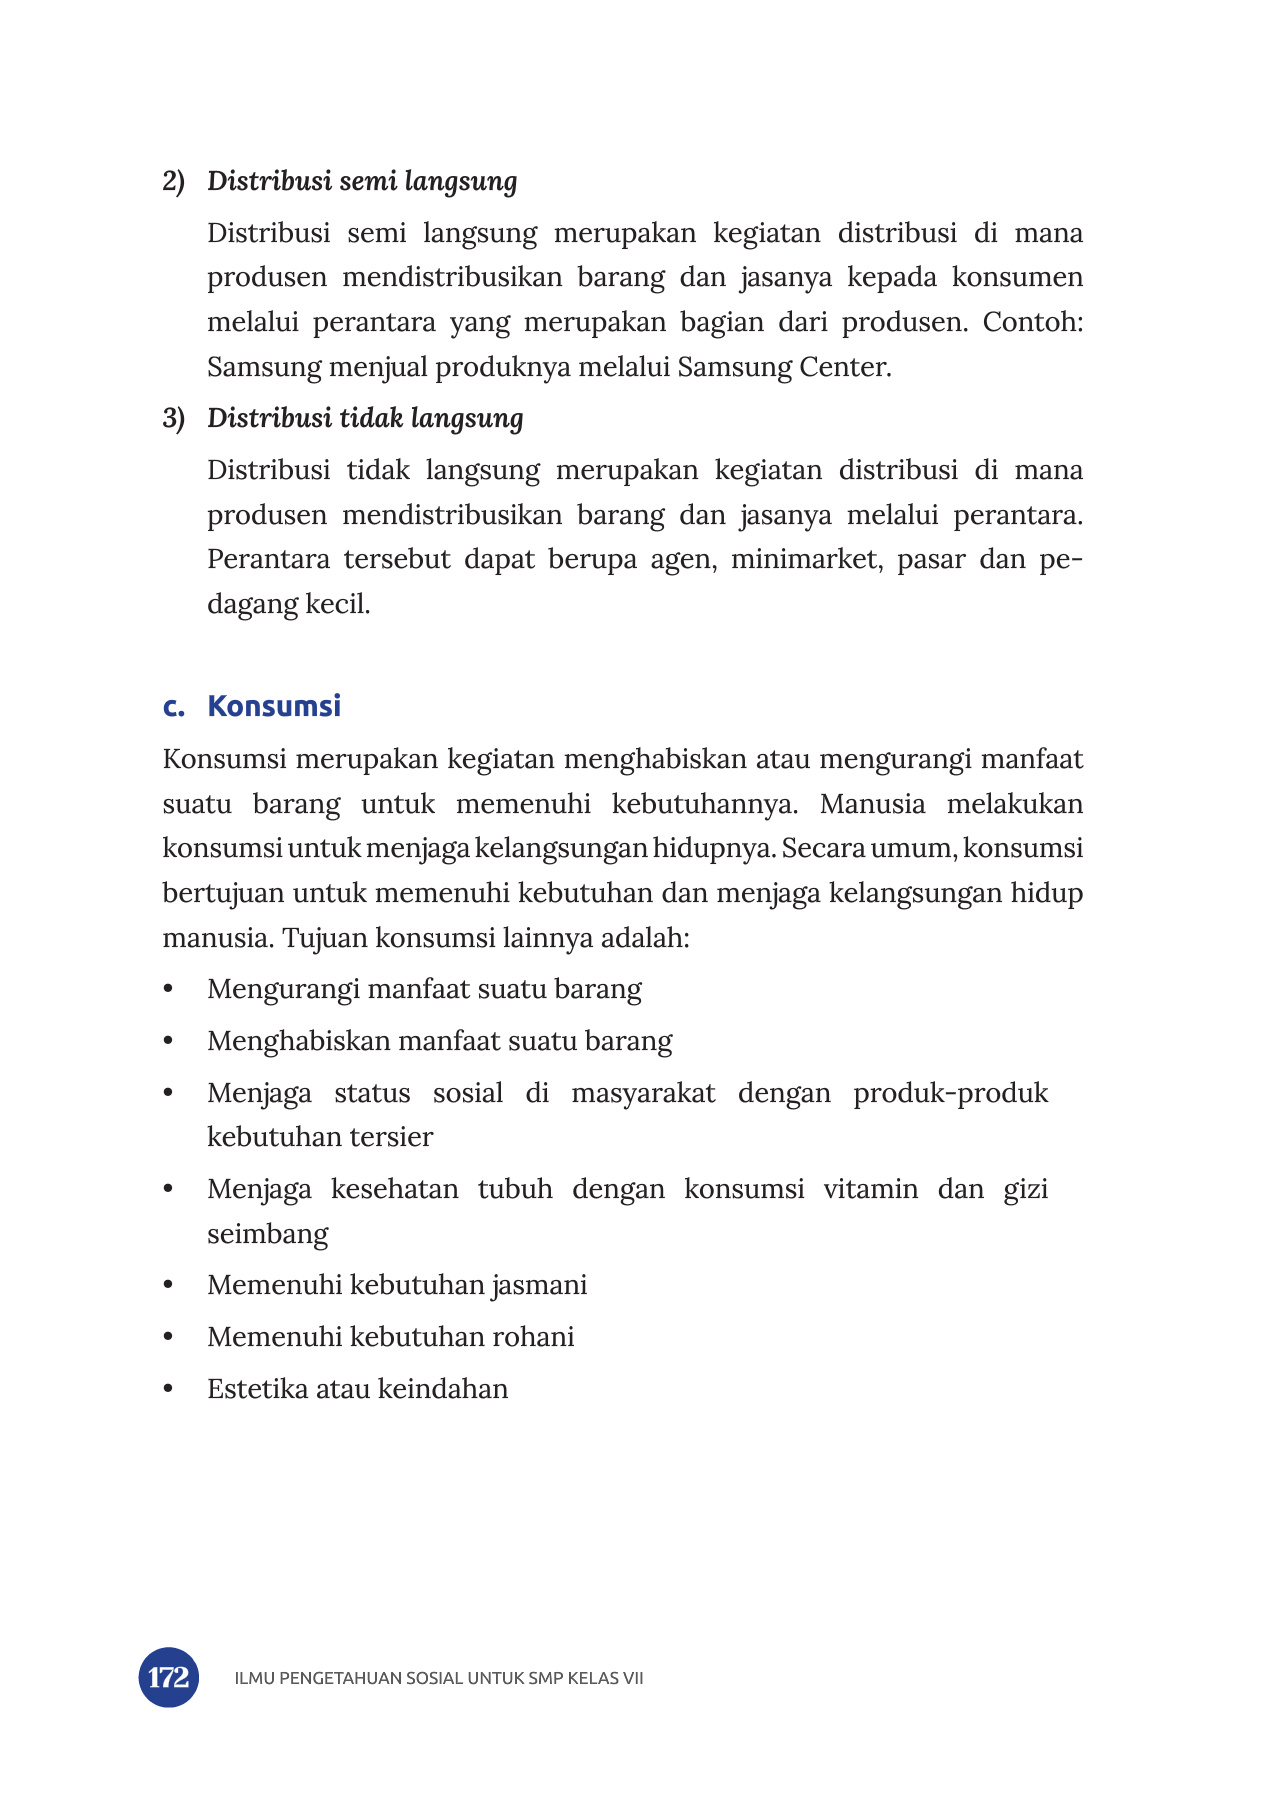 2) Distribusi semi langsung
Distribusi semi langsung merupakan kegiatan distribusi di mana
produsen mendistribusikan barang dan jasanya kepada konsumen
melalui perantara yang merupakan bagian dari produsen. Contoh:
Samsung menjual produknya melalui Samsung Center.
3) Distribusi tidak langsung
Distribusi tidak langsung merupakan kegiatan distribusi di mana
produsen mendistribusikan barang dan jasanya melalui perantara.
Perantara tersebut dapat berupa agen, minimarket, pasar dan pe-
dagang kecil.
c. Konsumsi
Konsumsi merupakan kegiatan menghabiskan atau mengurangi manfaat
suatu barang untuk memenuhi kebutuhannya. Manusia melakukan
konsumsi untuk menjaga kelangsungan hidupnya. Secara umum, konsumsi
bertujuan untuk memenuhi kebutuhan dan menjaga kelangsungan hidup
manusia. Tujuan konsumsi lainnya adalah:
• Mengurangi manfaat suatu barang
• Menghabiskan manfaat suatu barang
• Menjaga status sosial di masyarakat dengan produk-produk
kebutuhan tersier
• Menjaga kesehatan tubuh dengan konsumsi vitamin dan gizi
seimbang
• Memenuhi kebutuhan jasmani
• Memenuhi kebutuhan rohani
• Estetika atau keindahan
172 ILMU PENGETAHUAN SOSIAL UNTUK SMP KELAS VII